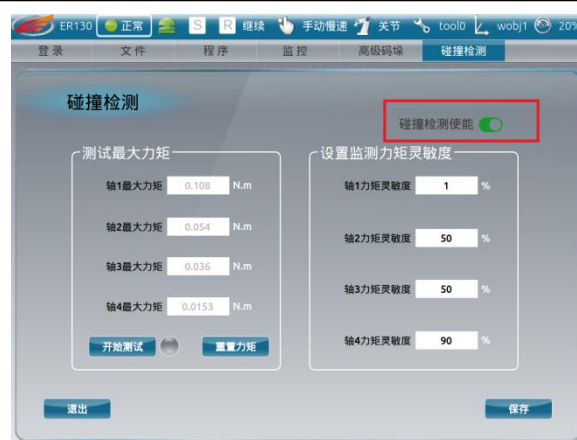 ER130 正常 S R 继续 手动慢速 关节 tool0 wobj1 20%
登录 文件 程序 监控 高级码垛 碰撞检测
碰撞检测
碰撞检测使能
测试最大力矩
轴1最大力矩 0.108 N.m
轴2最大力矩 0.054 N.m
轴3最大力矩 0.036 N.m
轴4最大力矩 0.0153 N.m
开始测试 重置力矩
设置监测力矩灵敏度
轴1力矩灵敏度 1 %
轴2力矩灵敏度 50 %
轴3力矩灵敏度 50 %
轴4力矩灵敏度 90 %
退出 保存